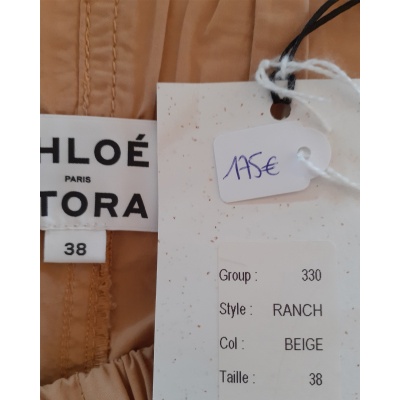 HLOÉ
PARIS
TORA
38
175€
Group : 330
Style : RANCH
Col : BEIGE
Taille : 38